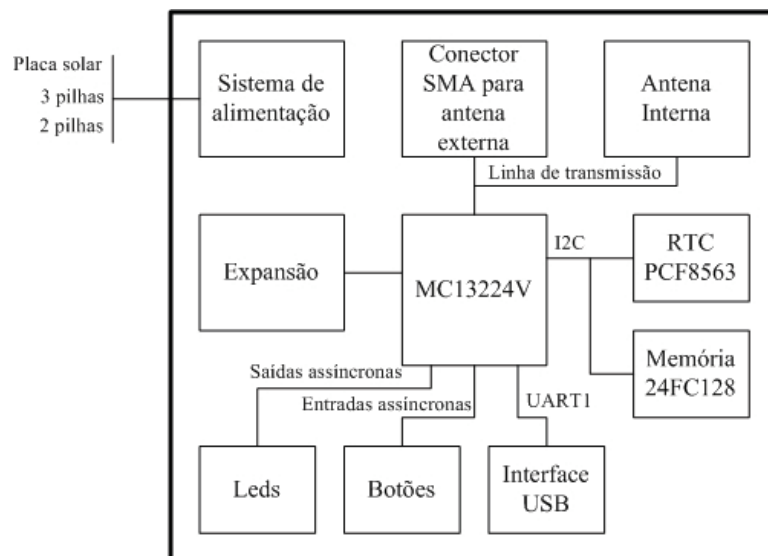 Placa solar
3 pilhas
2 pilhas
Sistema de
alimentação
Conector
SMA para
antena
externa
Antena
Interna
Linha de transmissão
Expansão
MC13224V
I2C
RTC
PCF8563
Memória
24FC128
Saídas assíncronas
Entradas assíncronas
UART1
Leds
Botões
Interface
USB